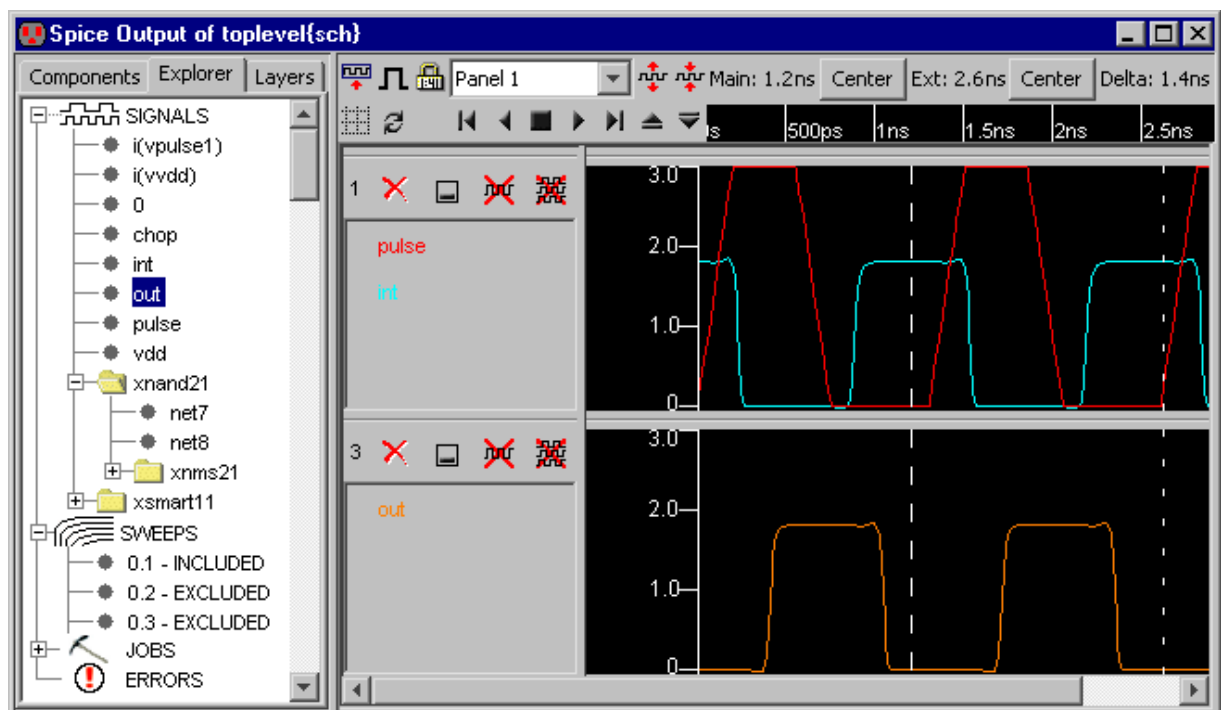 Spice Output of toplevel{sch}
Components Explorer Layers
Panel 1 Main: 1.2ns Center Ext: 2.6ns Center Delta: 1.4ns
500ps 1ns 1.5ns 2ns 2.5ns
SIGNALS
i(vpulse1)
i(vvdd)
0
chop
int
out
pulse
vdd
xnand21
net7
net8
xnms21
xsmart11
SWEEPS
0.1 - INCLUDED
0.2 - EXCLUDED
0.3 - EXCLUDED
JOBS
ERRORS
1
pulse
int
3.0
2.0
1.0
0
3
out
3.0
2.0
1.0
0